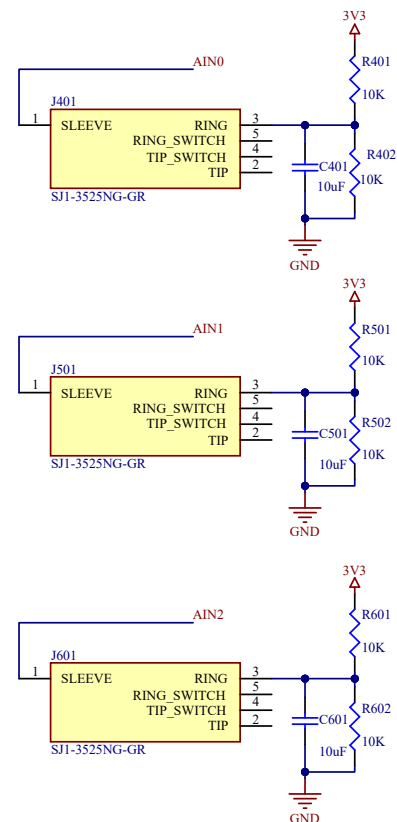 3V3
AIN0
R401
J401
10K
1 SLEEVE RING 3
RING_SWITCH 5
TIP_SWITCH 4
TIP 2
R402
C401
10K
10uF
SJ1-3525NG-GR
GND
3V3
AIN1
R501
10K
J501
1 SLEEVE RING 3
RING_SWITCH 5
TIP_SWITCH 4
TIP 2
R502
C501
10K
10uF
SJ1-3525NG-GR
GND
3V3
AIN2
R601
10K
J601
1 SLEEVE RING 3
RING_SWITCH 5
TIP_SWITCH 4
TIP 2
R602
C601
10K
10uF
SJ1-3525NG-GR
GND